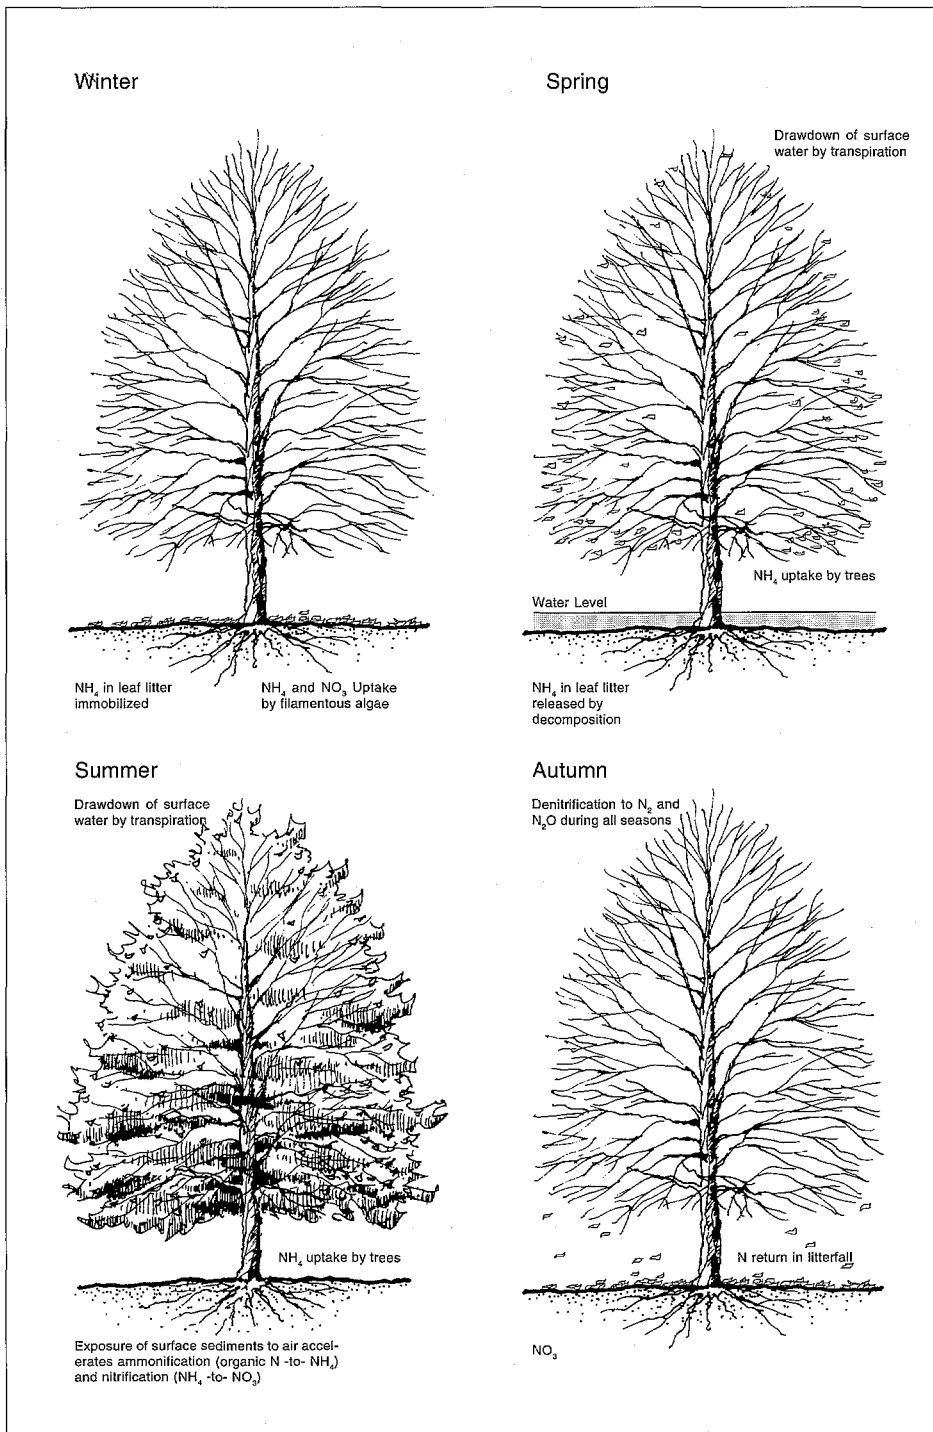 Winter
NH₄ in leaf litter
immobilized
NH₄ and NO₃ Uptake
by filamentous algae
Spring
Drawdown of surface
water by transpiration
NH₄ uptake by trees
Water Level
NH₄ in leaf litter
released by
decomposition
Summer
Drawdown of surface
water by transpiration
NH₄ uptake by trees
Exposure of surface sediments to air accel-
erates ammonification (organic N -to- NH₄)
and nitrification (NH₄ -to- NO₃)
Autumn
Denitrification to N₂ and
N₂O during all seasons
N return in litterfall
NO₃